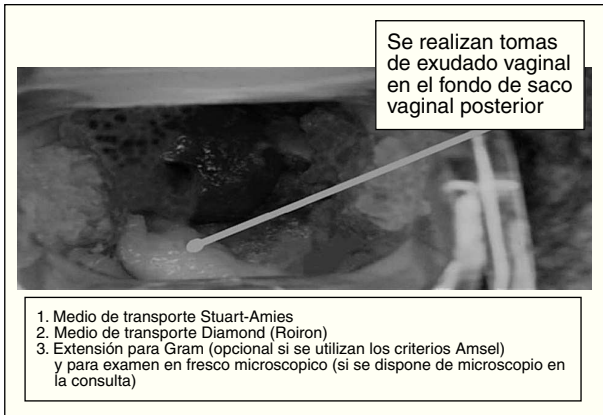 Se realizan tomas
de exudado vaginal
en el fondo de saco
vaginal posterior
1. Medio de transporte Stuart-Amies
2. Medio de transporte Diamond (Roiron)
3. Extensión para Gram (opcional si se utilizan los criterios Amsel)
y para examen en fresco microscopico (si se dispone de microscopio en
la consulta)